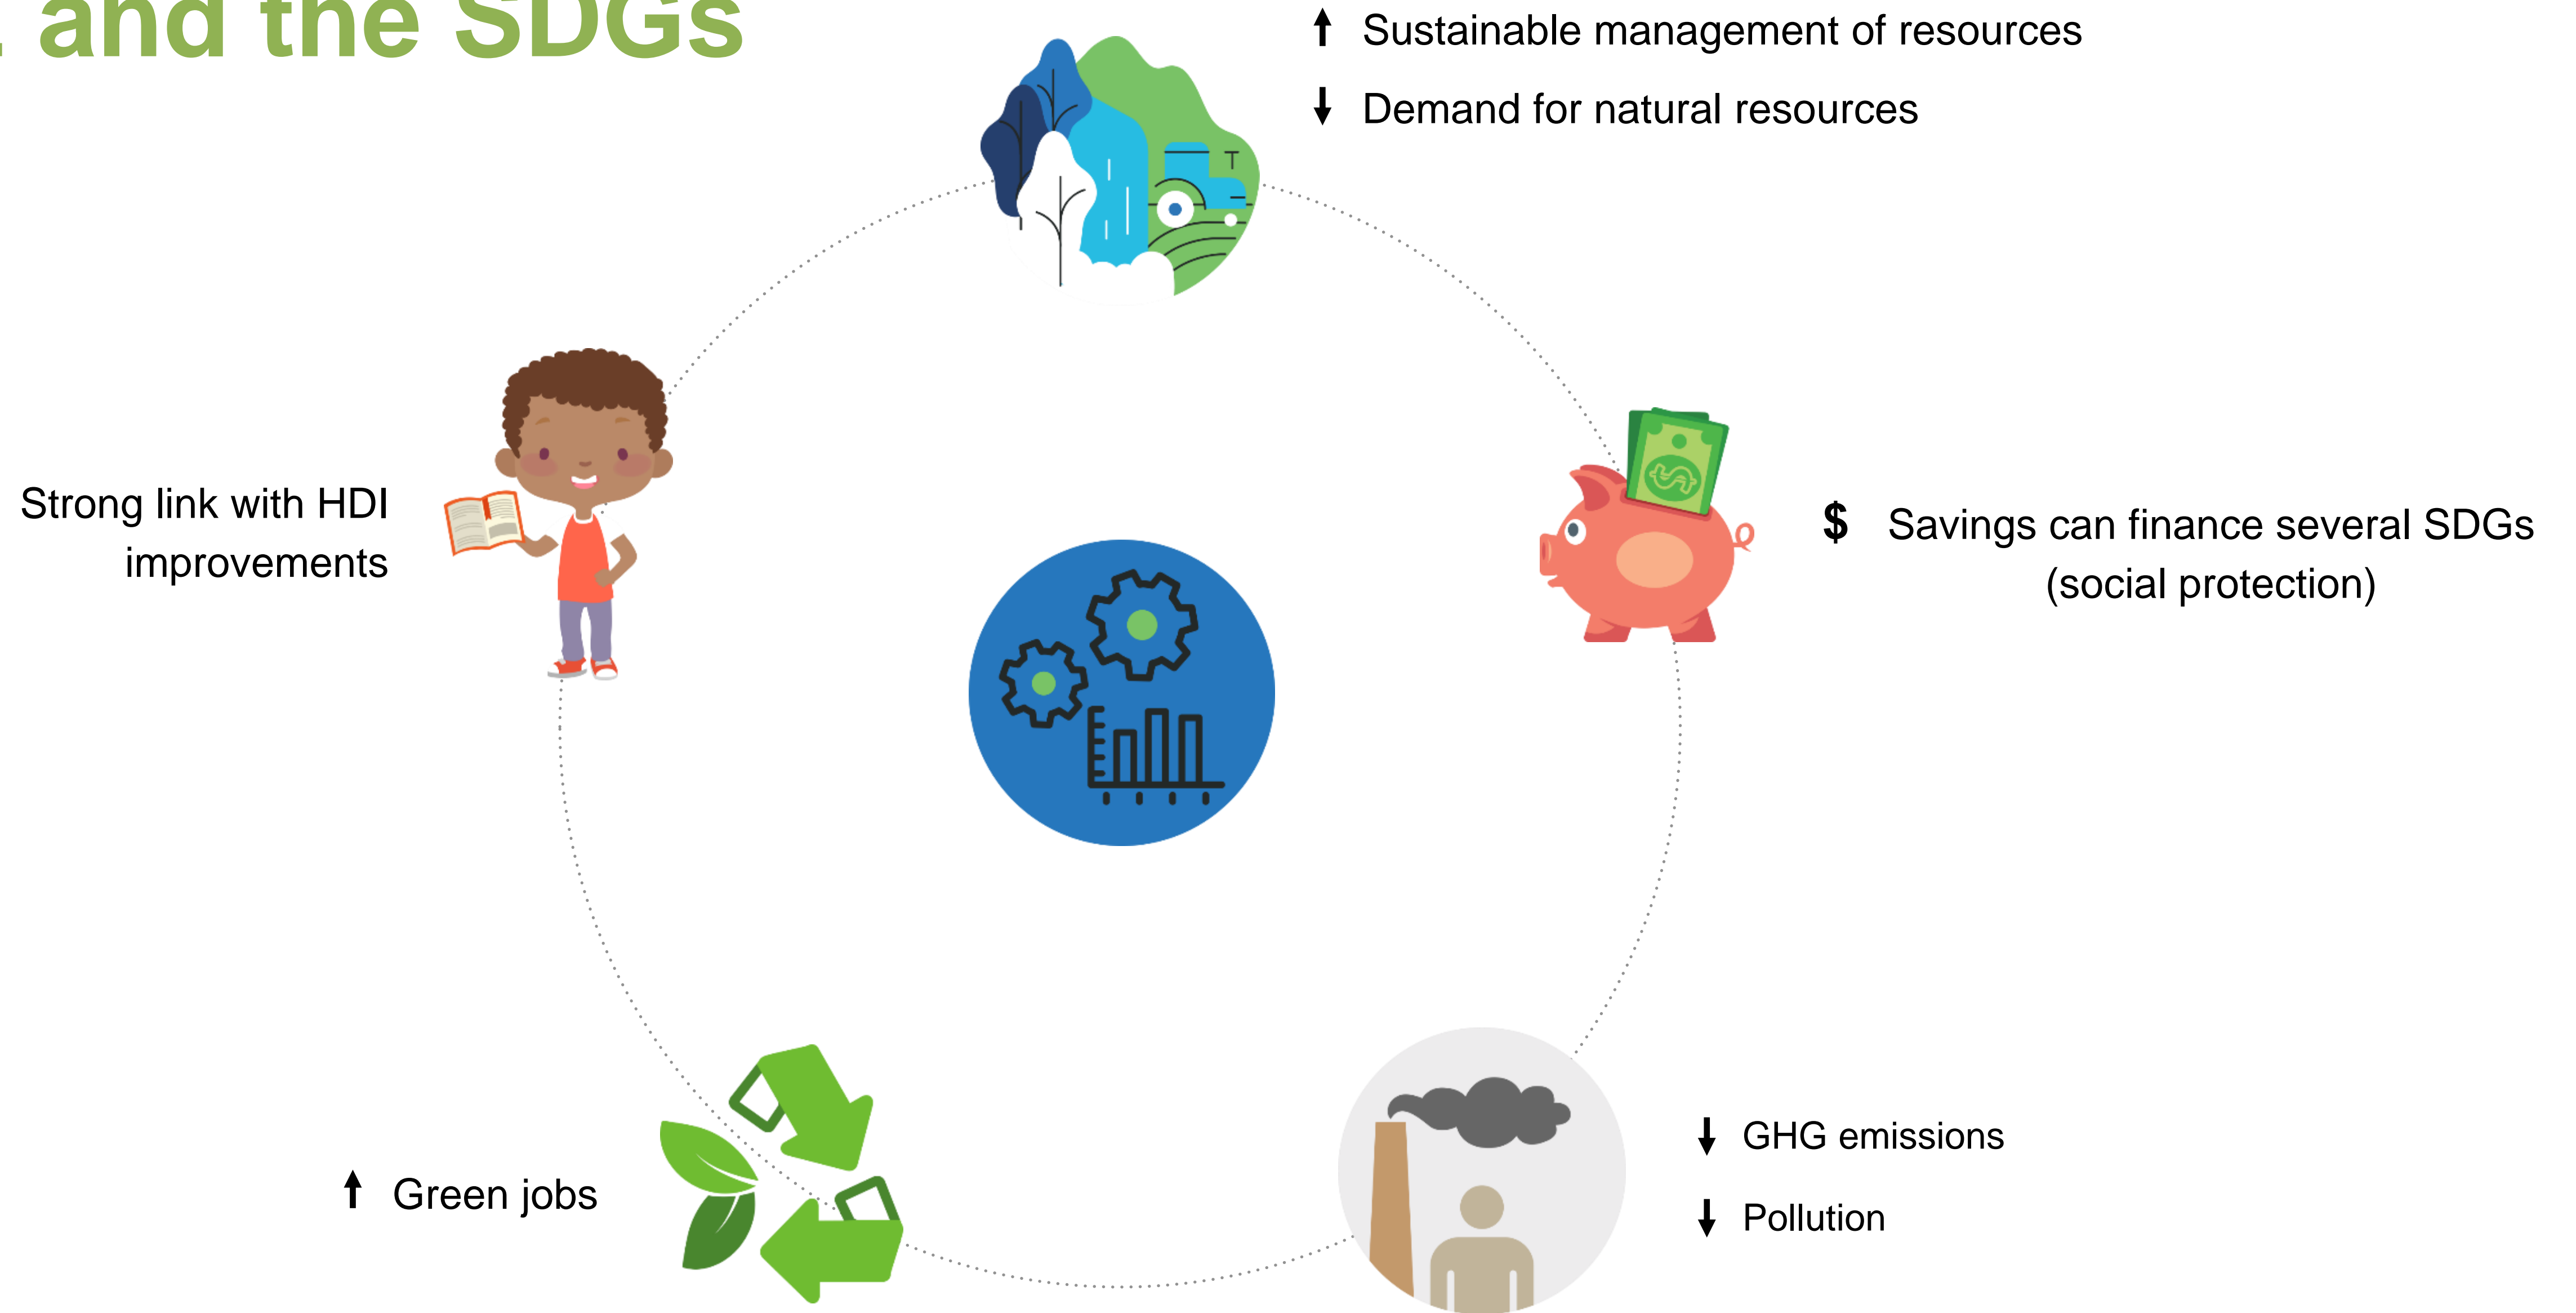 and the SDGs
↑ Sustainable management of resources
↓ Demand for natural resources
Strong link with HDI
improvements
$ Savings can finance several SDGs
(social protection)
↑ Green jobs
↓ GHG emissions
↓ Pollution